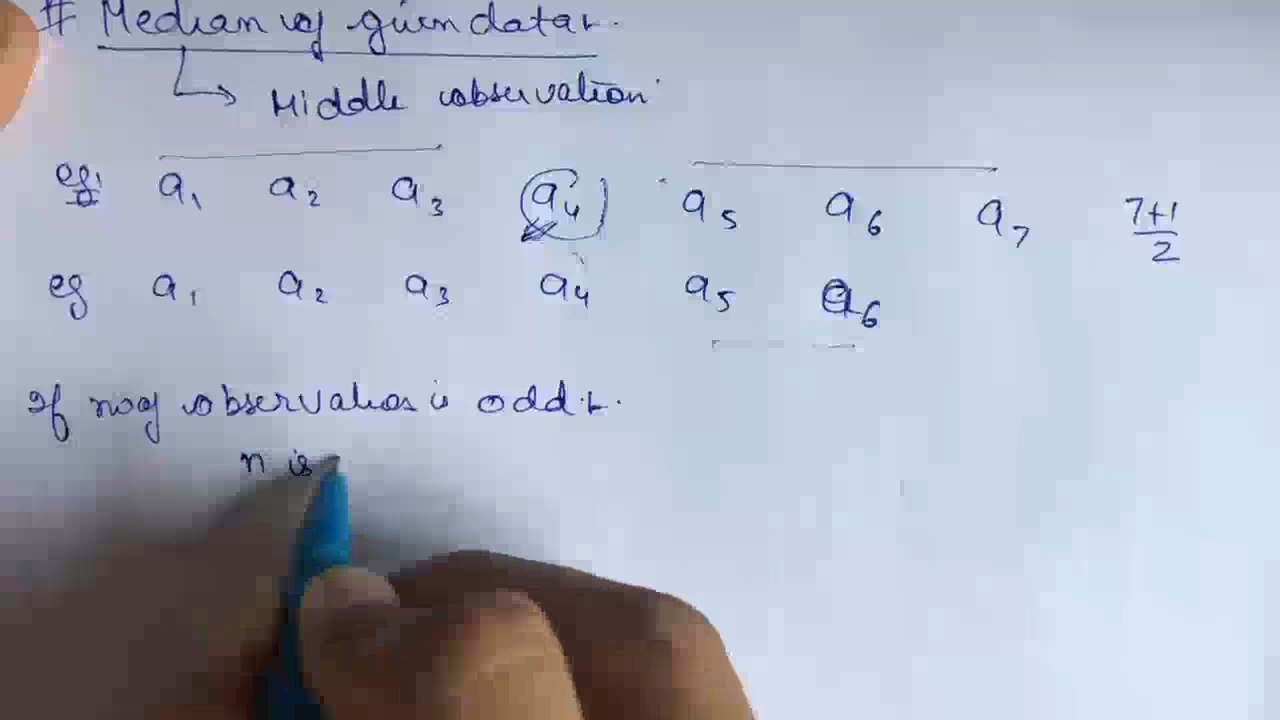 # Median of given data:-
Middle observation
eg: a1 a2 a3 a4 a5 a6 a7 7+1/2
eg a1 a2 a3 a4 a5 a6
If no of observation is odd:-
n is